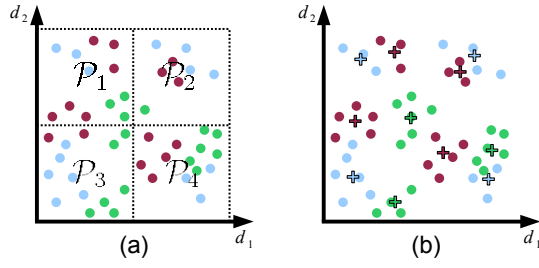 d₂ d₂
𝒫₁ 𝒫₂
𝒫₃ 𝒫₄
d₁ d₁
(a) (b)